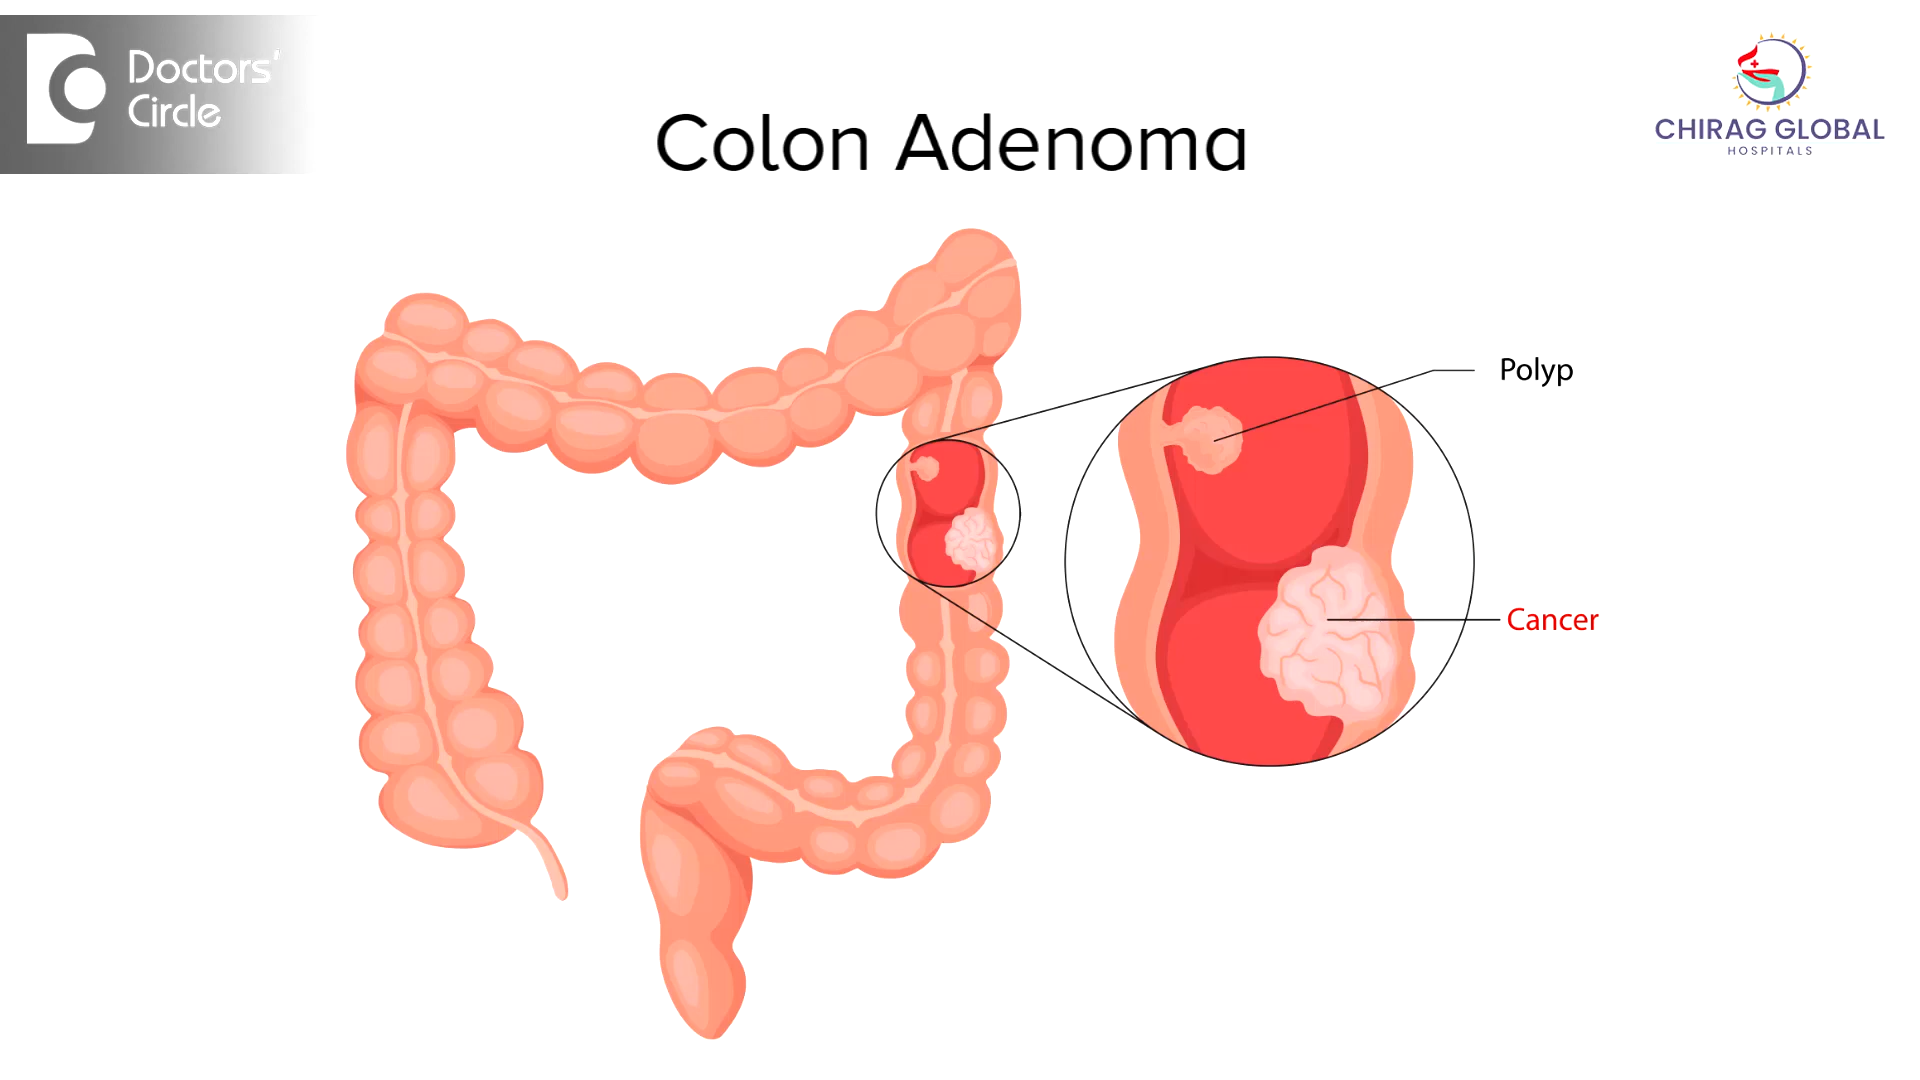 Doctors'
Circle
Colon Adenoma
CHIRAG GLOBAL
HOSPITALS
Polyp
Cancer